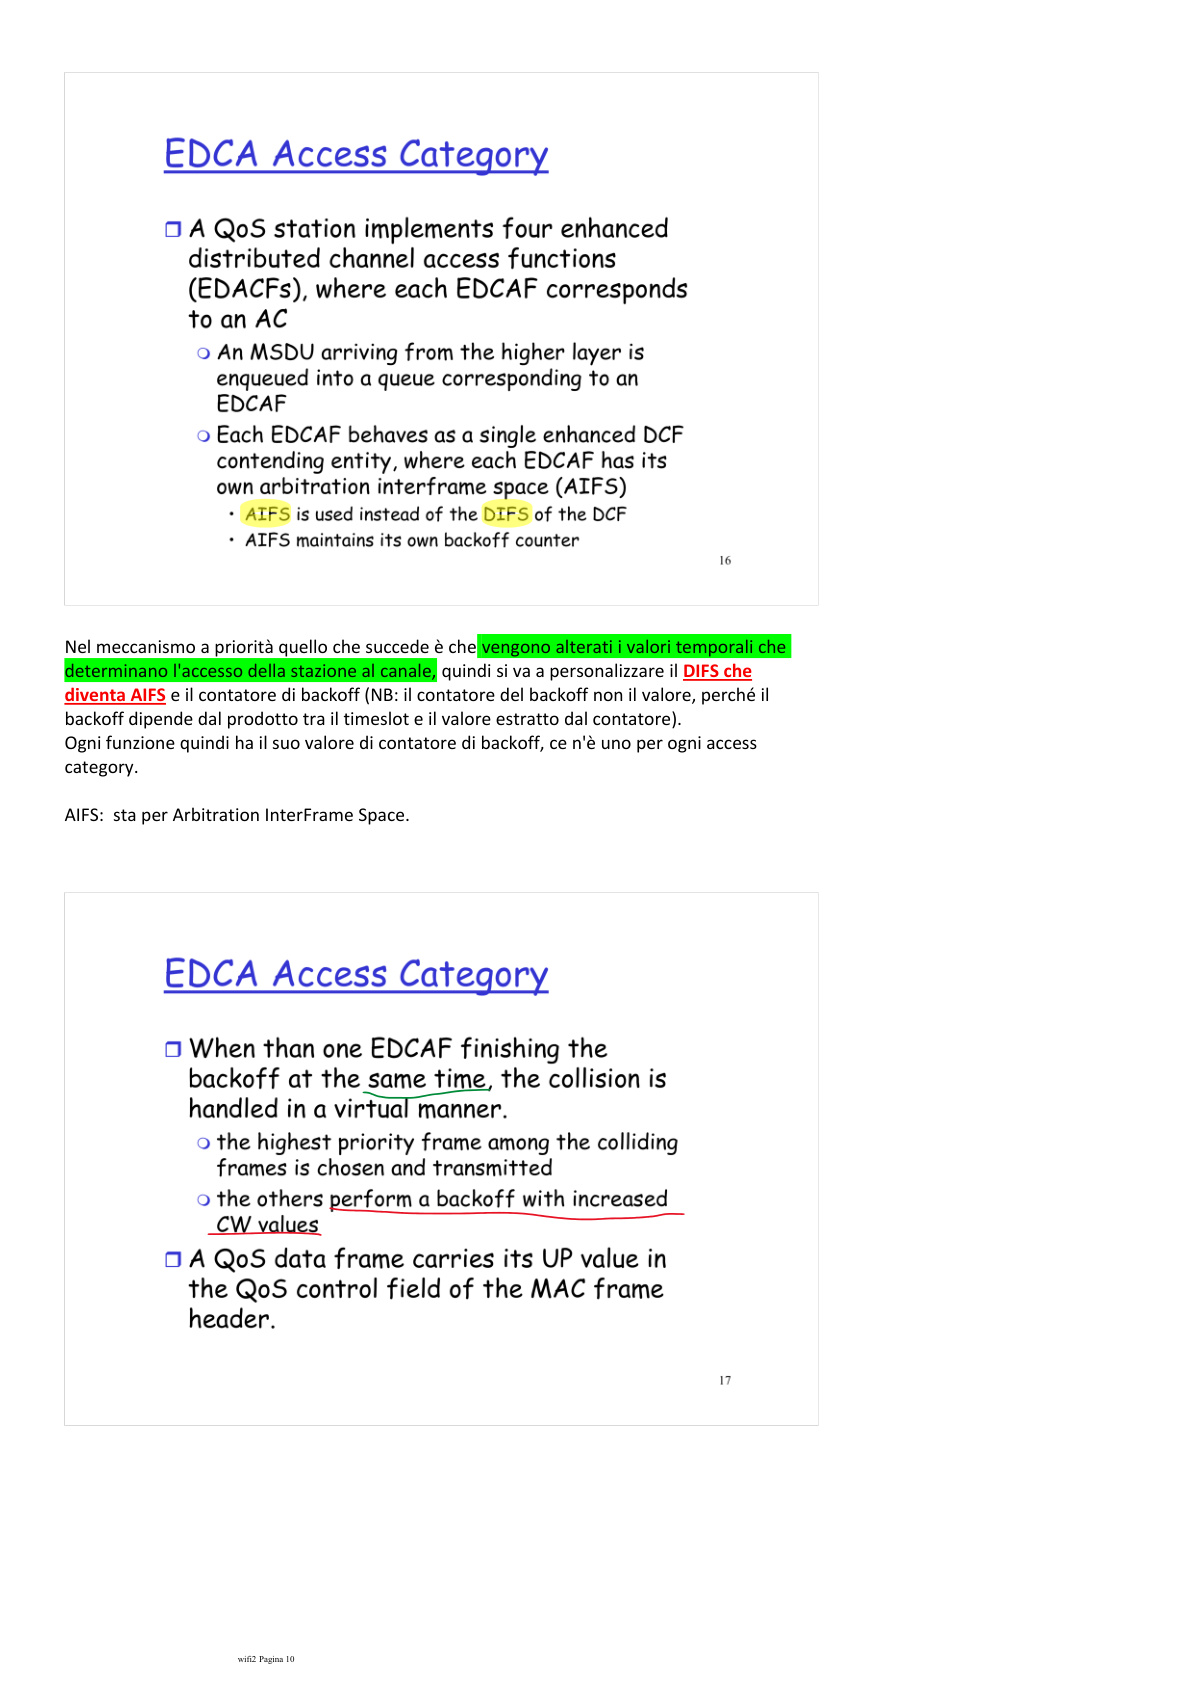 EDCA Access Category
❒ A QoS station implements four enhanced
distributed channel access functions
(EDACFs), where each EDCAF corresponds
to an AC
❍ An MSDU arriving from the higher layer is
enqueued into a queue corresponding to an
EDCAF
❍ Each EDCAF behaves as a single enhanced DCF
contending entity, where each EDCAF has its
own arbitration interframe space (AIFS)
• AIFS is used instead of the DIFS of the DCF
• AIFS maintains its own backoff counter
16
Nel meccanismo a priorità quello che succede è che vengono alterati i valori temporali che
determinano l'accesso della stazione al canale, quindi si va a personalizzare il DIFS che
diventa AIFS e il contatore di backoff (NB: il contatore del backoff non il valore, perché il
backoff dipende dal prodotto tra il timeslot e il valore estratto dal contatore).
Ogni funzione quindi ha il suo valore di contatore di backoff, ce n'è uno per ogni access
category.
AIFS:  sta per Arbitration InterFrame Space.
EDCA Access Category
❒ When than one EDCAF finishing the
backoff at the same time, the collision is
handled in a virtual manner.
❍ the highest priority frame among the colliding
frames is chosen and transmitted
❍ the others perform a backoff with increased
CW values
❒ A QoS data frame carries its UP value in
the QoS control field of the MAC frame
header.
17
wifi2 Pagina 10